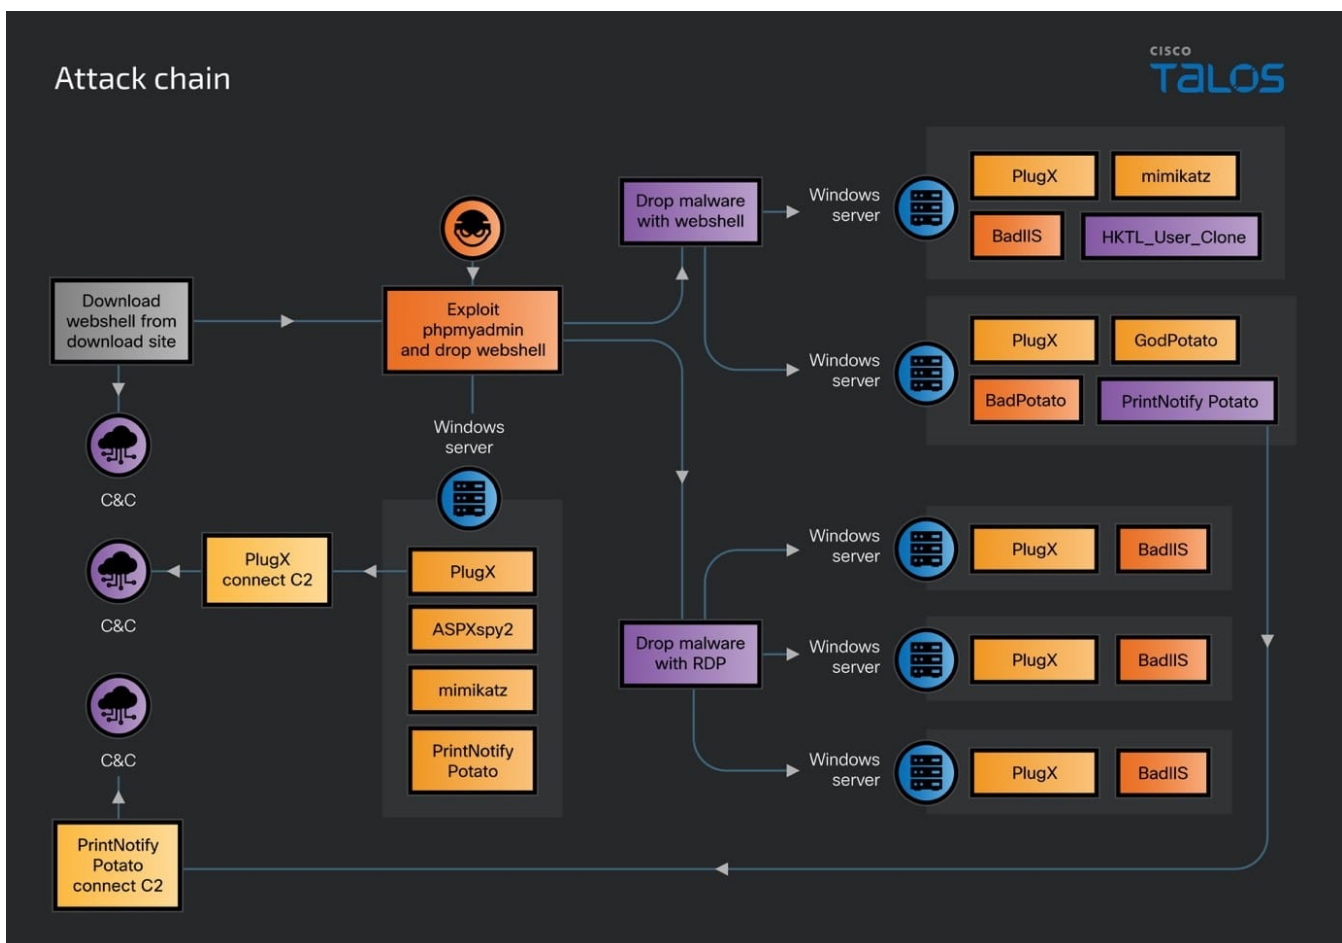 Attack chain
CISCO
TALOS
Download
webshell from
download site
C&C
Exploit
phpmyadmin
and drop webshell
Windows
server
PlugX
ASPXspy2
mimikatz
PrintNotify
Potato
PlugX
connect C2
C&C
C&C
PrintNotify
Potato
connect C2
Drop malware
with webshell
Windows
server
PlugX
mimikatz
BadIIS
HKTL_User_Clone
Windows
server
PlugX
GodPotato
BadPotato
PrintNotify Potato
Drop malware
with RDP
Windows
server
PlugX
BadIIS
Windows
server
PlugX
BadIIS
Windows
server
PlugX
BadIIS